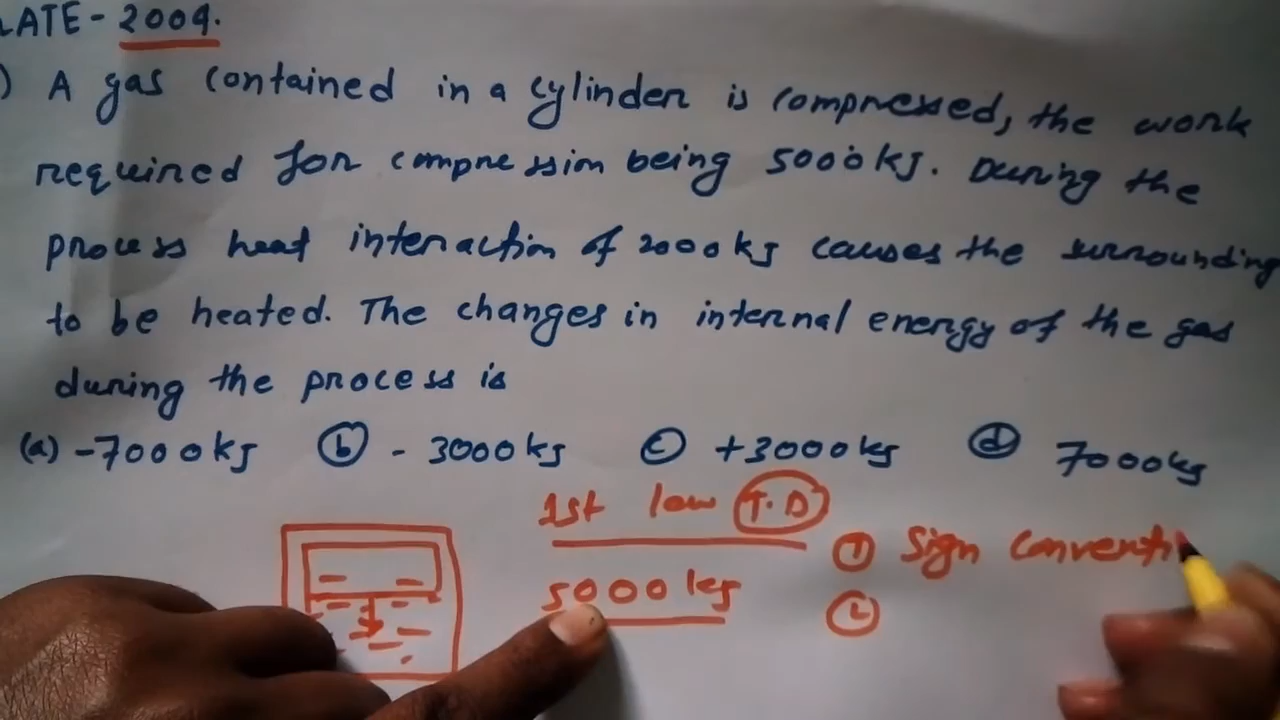 LATE - 2004.
) A gas contained in a cylinder is compressed, the work
required for compression being 5000 kJ. During the
process heat interaction of 2000 kJ causes the surrounding
to be heated. The changes in internal energy of the gas
during the process is
(a) -7000 kJ (b) - 3000 kJ (c) +3000 kJ (d) 7000 kJ
1st law T.D
① Sign Conventi
5000 kJ
②